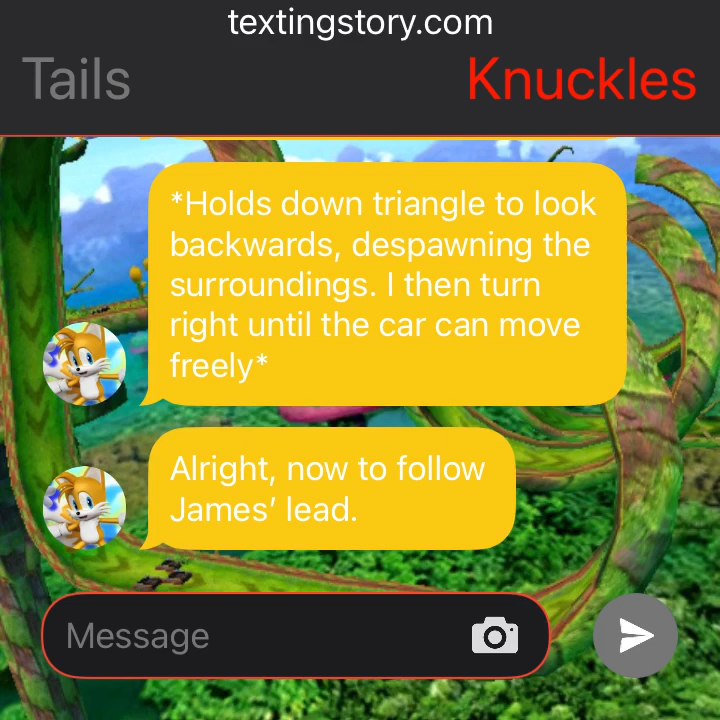 textingstory.com
Tails
Knuckles
*Holds down triangle to look
backwards, despawning the
surroundings. I then turn
right until the car can move
freely*
Alright, now to follow
James’ lead.
Message